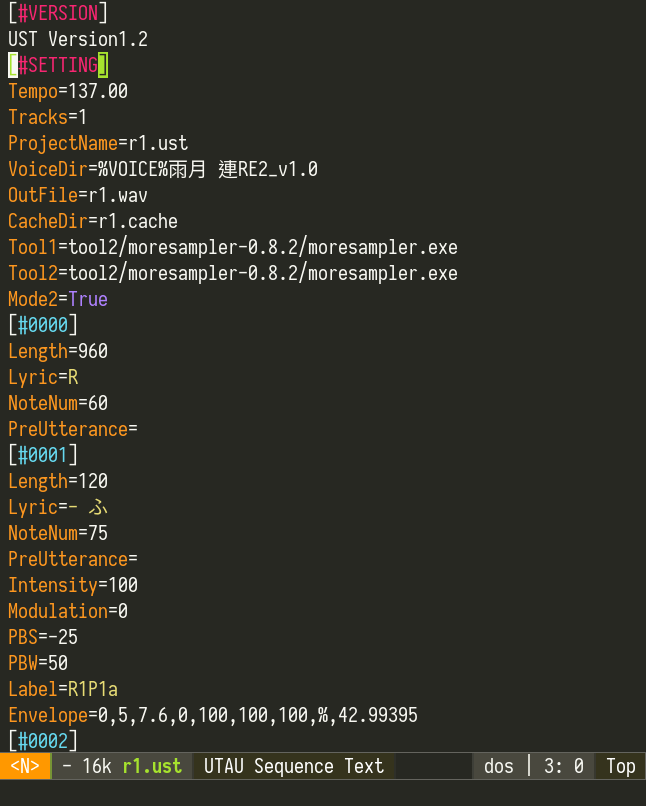 [#VERSION]
UST Version1.2
[#SETTING]
Tempo=137.00
Tracks=1
ProjectName=r1.ust
VoiceDir=%VOICE%雨月 連RE2_v1.0
OutFile=r1.wav
CacheDir=r1.cache
Tool1=tool2/moresampler-0.8.2/moresampler.exe
Tool2=tool2/moresampler-0.8.2/moresampler.exe
Mode2=True
[#0000]
Length=960
Lyric=R
NoteNum=60
PreUtterance=
[#0001]
Length=120
Lyric=- ふ
NoteNum=75
PreUtterance=
Intensity=100
Modulation=0
PBS=-25
PBW=50
Label=R1P1a
Envelope=0,5,7.6,0,100,100,100,%,42.99395
[#0002]
<N> - 16k r1.ust UTAU Sequence Text dos | 3: 0 Top